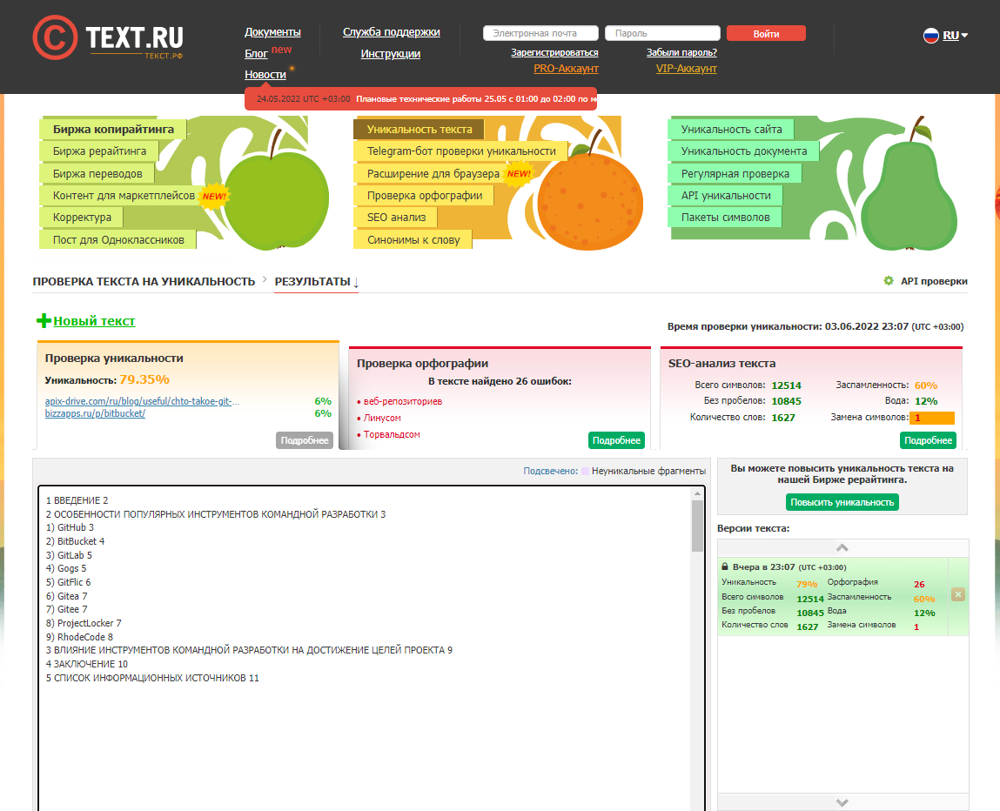 © TEXT.RU
ТЕКСТ.РФ
Документы
Блог new
Новости
Служба поддержки
Инструкции
Электронная почта
Пароль
Войти
Зарегистрироваться
Забыли пароль?
PRO-Аккаунт
VIP-Аккаунт
RU
24.05.2022 UTC +03:00 Плановые технические работы 25.05 с 01:00 до 02:00 по
Биржа копирайтинга
Биржа рерайтинга
Биржа переводов
Контент для маркетплейсов NEW!
Корректура
Пост для Одноклассников
Уникальность текста
Telegram-бот проверки уникальности
Расширение для браузера NEW!
Проверка орфографии
SEO анализ
Синонимы к слову
Уникальность сайта
Уникальность документа
Регулярная проверка
API уникальности
Пакеты символов
ПРОВЕРКА ТЕКСТА НА УНИКАЛЬНОСТЬ
РЕЗУЛЬТАТЫ ↓
API проверки
Новый текст
Время проверки уникальности: 03.06.2022 23:07 (UTC +03:00)
Проверка уникальности
Уникальность: 79.35%
apix-drive.com/ru/blog/useful/chto-takoe-git-... 6%
bizzapps.ru/p/bitbucket/ 6%
Подробнее
Проверка орфографии
В тексте найдено 26 ошибок:
• веб-репозиториев
• Линусом
• Торвальдсом
Подробнее
SEO-анализ текста
Всего символов: 12514 Заспамленность: 60%
Без пробелов: 10845 Вода: 12%
Количество слов: 1627 Замена символов: 1
Подробнее
Подсвечено: Неуникальные фрагменты
1 ВВЕДЕНИЕ 2
2 ОСОБЕННОСТИ ПОПУЛЯРНЫХ ИНСТРУМЕНТОВ КОМАНДНОЙ РАЗРАБОТКИ 3
1) GitHub 3
2) BitBucket 4
3) GitLab 5
4) Gogs 5
5) GitFlic 6
6) Gitea 7
7) Gitee 7
8) ProjectLocker 7
9) RhodeCode 8
3 ВЛИЯНИЕ ИНСТРУМЕНТОВ КОМАНДНОЙ РАЗРАБОТКИ НА ДОСТИЖЕНИЕ ЦЕЛЕЙ ПРОЕКТА 9
4 ЗАКЛЮЧЕНИЕ 10
5 СПИСОК ИНФОРМАЦИОННЫХ ИСТОЧНИКОВ 11
Вы можете повысить уникальность текста на
нашей Бирже рерайтинга.
Повысить уникальность
Версии текста:
Вчера в 23:07 (UTC +03:00)
Уникальность 79% Орфография 26
Всего символов 12514 Заспамленность 60%
Без пробелов 10845 Вода 12%
Количество слов 1627 Замена символов 1